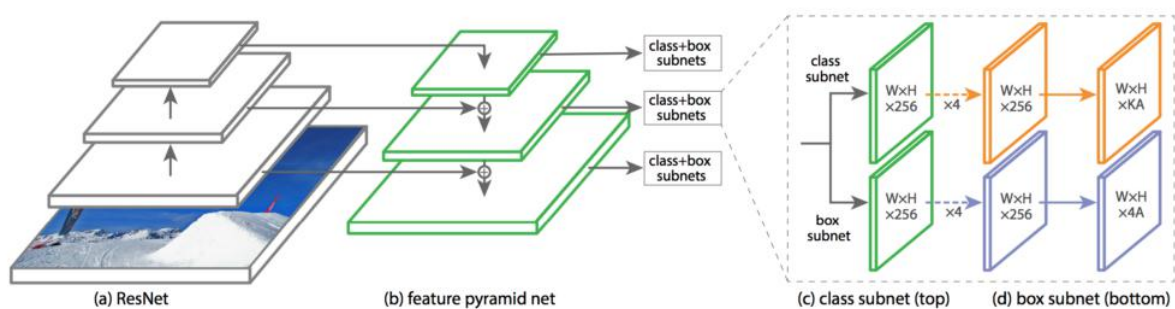 class+box
subnets
class+box
subnets
class+box
subnets
class
subnet
W×H
×256
×4
W×H
×256
W×H
×KA
box
subnet
W×H
×256
×4
W×H
×256
W×H
×4A
(a) ResNet
(b) feature pyramid net
(c) class subnet (top)
(d) box subnet (bottom)